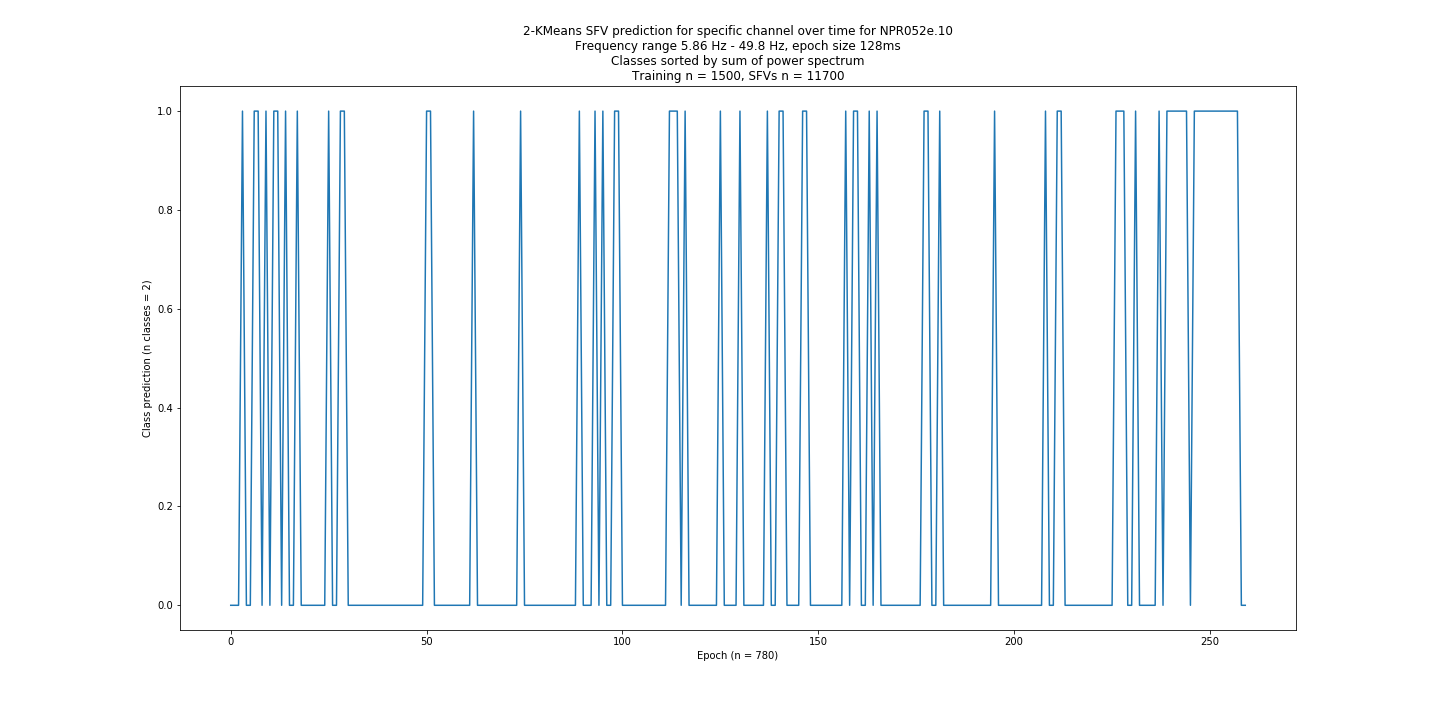 2-KMeans SFV prediction for specific channel over time for NPR052e.10
Frequency range 5.86 Hz - 49.8 Hz, epoch size 128ms
Classes sorted by sum of power spectrum
Training n = 1500, SFVs n = 11700
1.0
0.8
0.6
0.4
0.2
0.0
Class prediction (n classes = 2)
0 50 100 150 200 250
Epoch (n = 780)